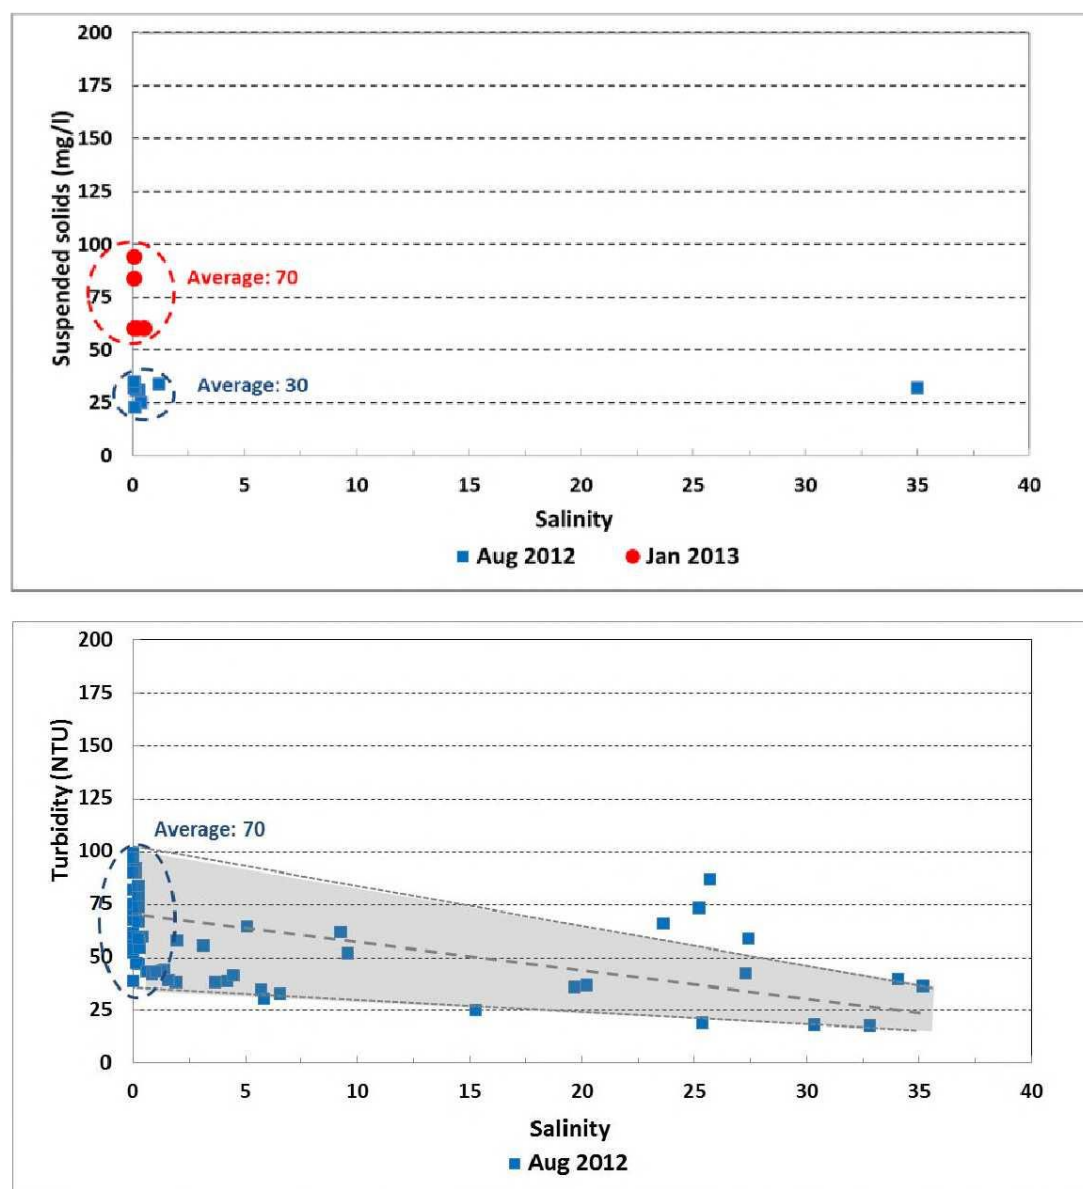 200
175
150
125
100
75
50
25
0
Suspended solids (mg/l)
Average: 70
Average: 30
0 5 10 15 20 25 30 35 40
Salinity
Aug 2012 Jan 2013
200
175
150
125
100
75
50
25
0
Turbidity (NTU)
Average: 70
0 5 10 15 20 25 30 35 40
Salinity
Aug 2012